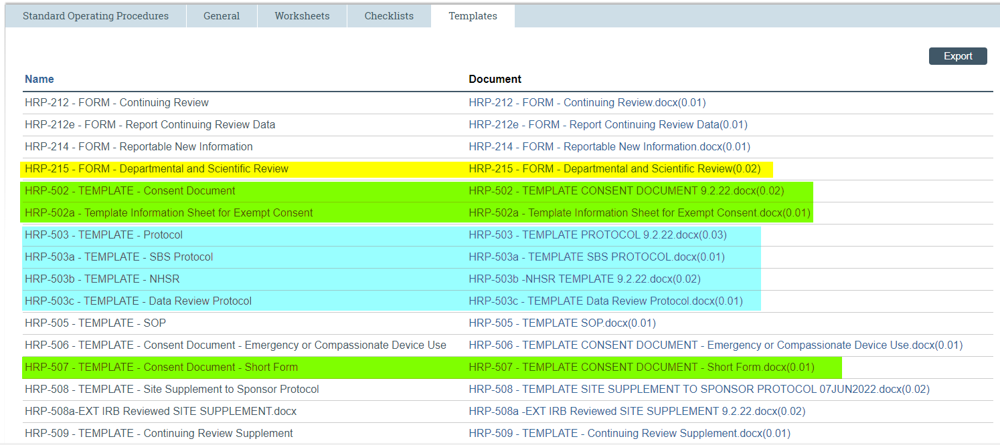 Standard Operating Procedures General Worksheets Checklists Templates
Export
Name Document
HRP-212 - FORM - Continuing Review HRP-212 - FORM - Continuing Review.docx(0.01)
HRP-212e - FORM - Report Continuing Review Data HRP-212e - FORM - Report Continuing Review Data(0.01)
HRP-214 - FORM - Reportable New Information HRP-214 - FORM - Reportable New Information.docx(0.01)
HRP-215 - FORM - Departmental and Scientific Review HRP-215 - FORM - Departmental and Scientific Review(0.02)
HRP-502 - TEMPLATE - Consent Document HRP-502 - TEMPLATE CONSENT DOCUMENT 9.2.22.docx(0.02)
HRP-502a - Template Information Sheet for Exempt Consent HRP-502a - Template Information Sheet for Exempt Consent.docx(0.01)
HRP-503 - TEMPLATE - Protocol HRP-503 - TEMPLATE PROTOCOL 9.2.22.docx(0.03)
HRP-503a - TEMPLATE - SBS Protocol HRP-503a - TEMPLATE SBS PROTOCOL.docx(0.01)
HRP-503b - TEMPLATE - NHSR HRP-503b -NHSR TEMPLATE 9.2.22.docx(0.02)
HRP-503c - TEMPLATE - Data Review Protocol HRP-503c - TEMPLATE Data Review Protocol.docx(0.01)
HRP-505 - TEMPLATE - SOP HRP-505 - TEMPLATE SOP.docx(0.01)
HRP-506 - TEMPLATE - Consent Document - Emergency or Compassionate Device Use HRP-506 - TEMPLATE CONSENT DOCUMENT - Emergency or Compassionate Device Use.docx(0.01)
HRP-507 - TEMPLATE - Consent Document - Short Form HRP-507 - TEMPLATE CONSENT DOCUMENT - Short Form.docx(0.01)
HRP-508 - TEMPLATE - Site Supplement to Sponsor Protocol HRP-508 - TEMPLATE SITE SUPPLEMENT TO SPONSOR PROTOCOL 07JUN2022.docx(0.02)
HRP-508a-EXT IRB Reviewed SITE SUPPLEMENT.docx HRP-508a -EXT IRB Reviewed SITE SUPPLEMENT 9.2.22.docx(0.02)
HRP-509 - TEMPLATE - Continuing Review Supplement HRP-509 - TEMPLATE - Continuing Review Supplement.docx(0.01)